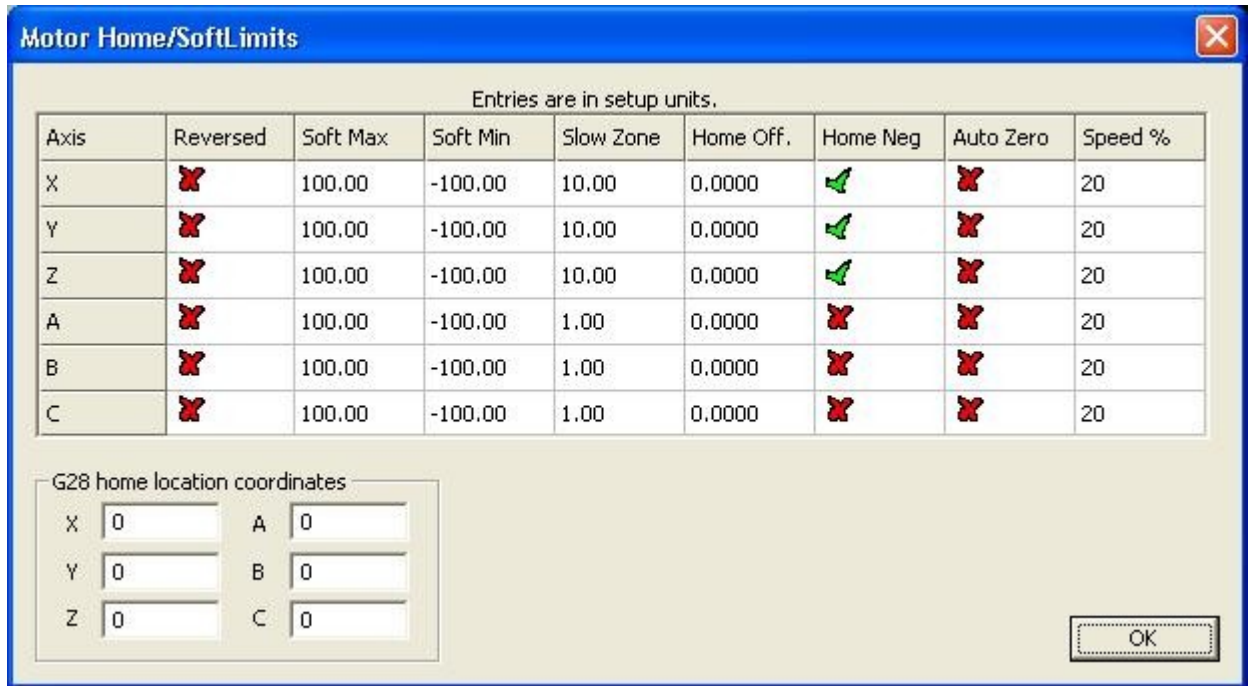 Motor Home/SoftLimits
Entries are in setup units.
Axis Reversed Soft Max Soft Min Slow Zone Home Off. Home Neg Auto Zero Speed %
X 100.00 -100.00 10.00 0.0000 20
Y 100.00 -100.00 10.00 0.0000 20
Z 100.00 -100.00 10.00 0.0000 20
A 100.00 -100.00 1.00 0.0000 20
B 100.00 -100.00 1.00 0.0000 20
C 100.00 -100.00 1.00 0.0000 20
G28 home location coordinates
X 0 A 0
Y 0 B 0
Z 0 C 0
OK